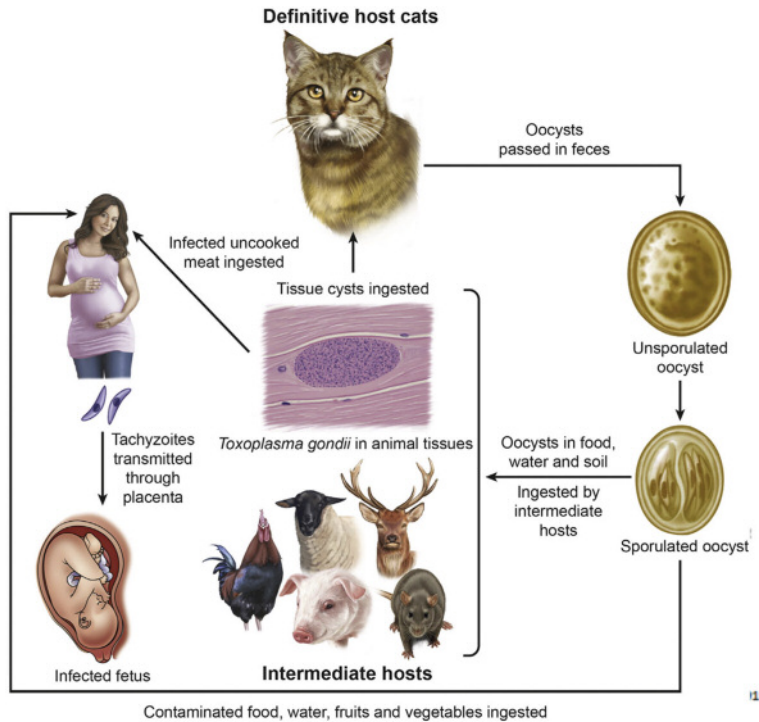 Definitive host cats
Oocysts
passed in feces
Infected uncooked
meat ingested
Tissue cysts ingested
Unsporulated
oocyst
Toxoplasma gondii in animal tissues
Tachyzoites
transmitted
through
placenta
Oocysts in food,
water and soil
Ingested by
intermediate
hosts
Sporulated oocyst
Infected fetus
Intermediate hosts
Contaminated food, water, fruits and vegetables ingested